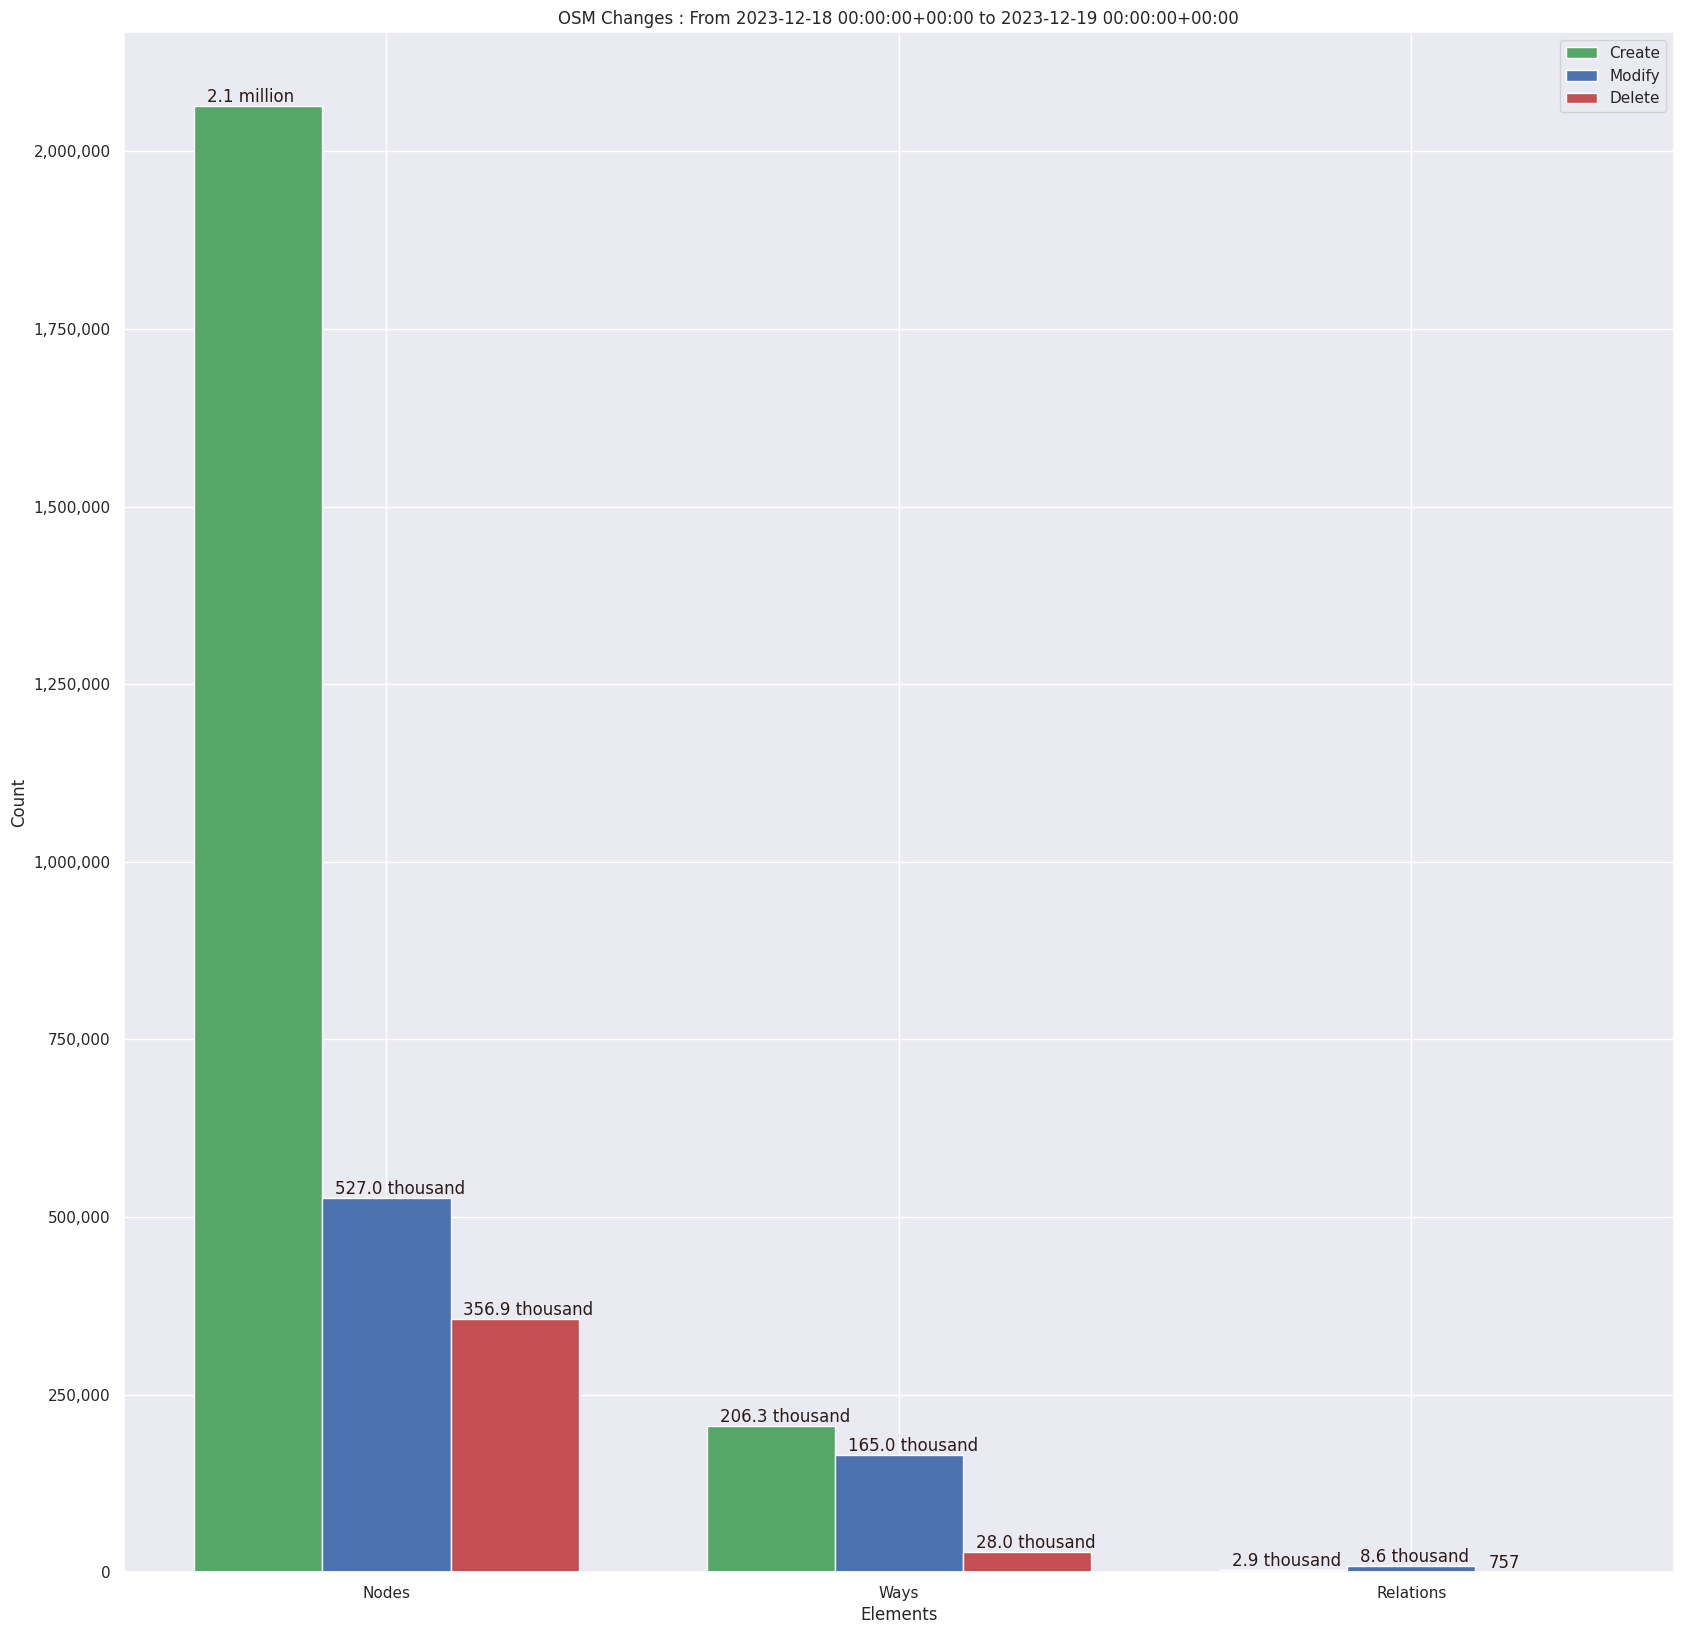 OSM Changes : From 2023-12-18 00:00:00+00:00 to 2023-12-19 00:00:00+00:00
Create
Modify
Delete
2.1 million
2,000,000
1,750,000
1,500,000
1,250,000
1,000,000
750,000
500,000
250,000
0
Count
527.0 thousand
356.9 thousand
206.3 thousand
165.0 thousand
28.0 thousand
2.9 thousand
8.6 thousand
757
Nodes
Ways
Relations
Elements